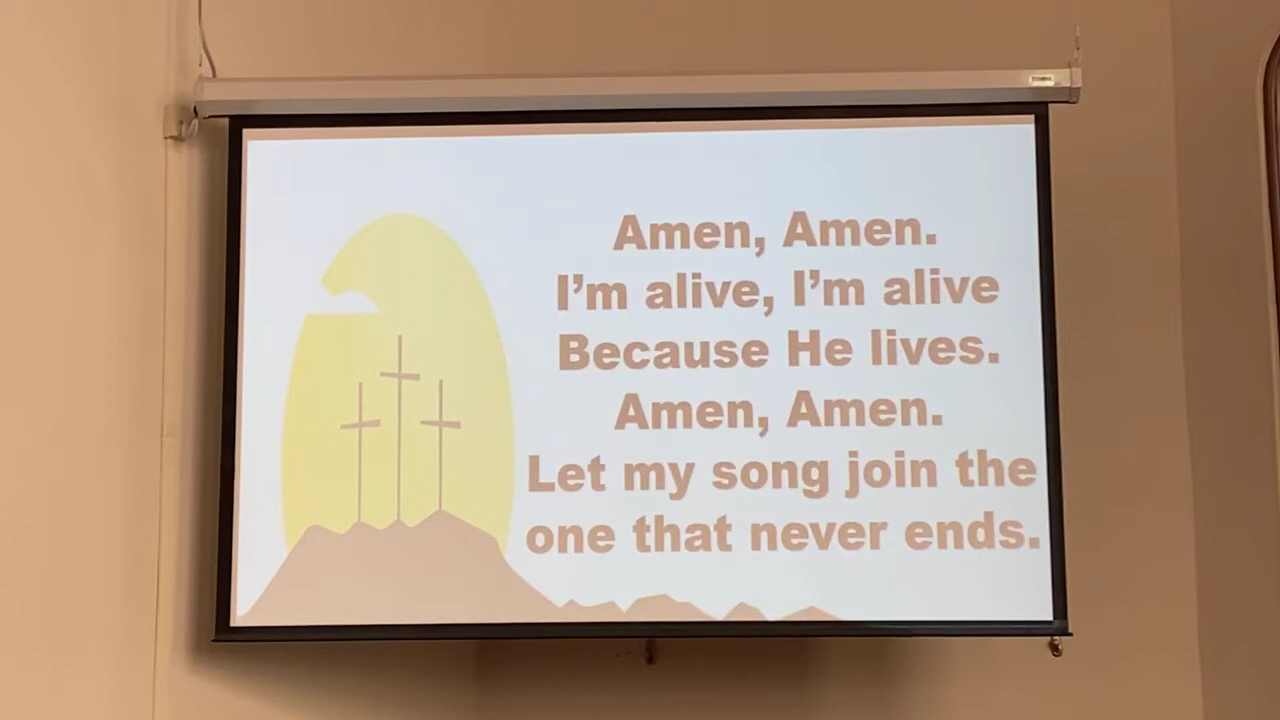 Amen, Amen.
I’m alive, I’m alive
Because He lives.
Amen, Amen.
Let my song join the
one that never ends.